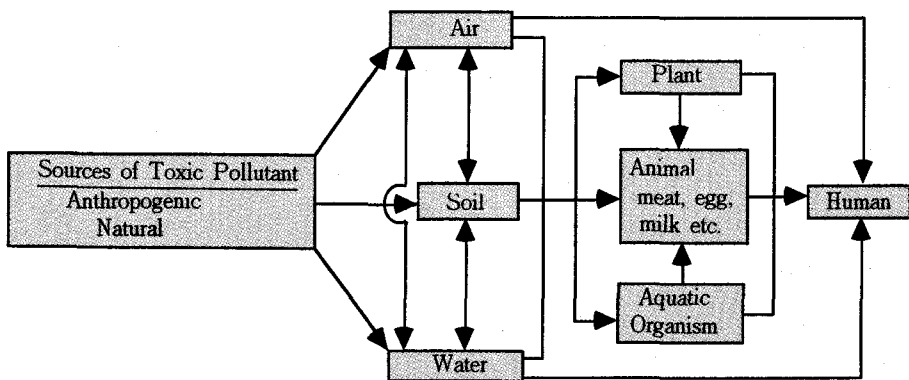 Air
Plant
Sources of Toxic Pollutant
Anthropogenic
Natural
Soil
Animal
meat, egg,
milk etc.
Human
Aquatic
Organism
Water